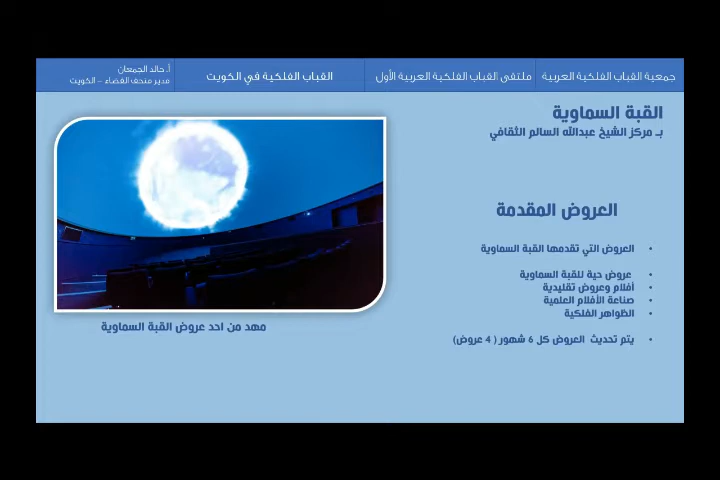 جمعية القباب الفلكية العربية
ملتقى القباب الفلكية العربية الأول
القباب الفلكية في الكويت
أ. خالد الجمعان
مدير متحف الفضاء - الكويت
القبة السماوية
بـ مركز الشيخ عبدالله السالم الثقافي
العروض المقدمة
• العروض التي تقدمها القبة السماوية
• عروض حية للقبة السماوية
• أفلام وعروض تقليدية
• صناعة الأفلام العلمية
• الظواهر الفلكية
• يتم تحديث العروض كل 6 شهور ( 4 عروض)
مهد من احد عروض القبة السماوية